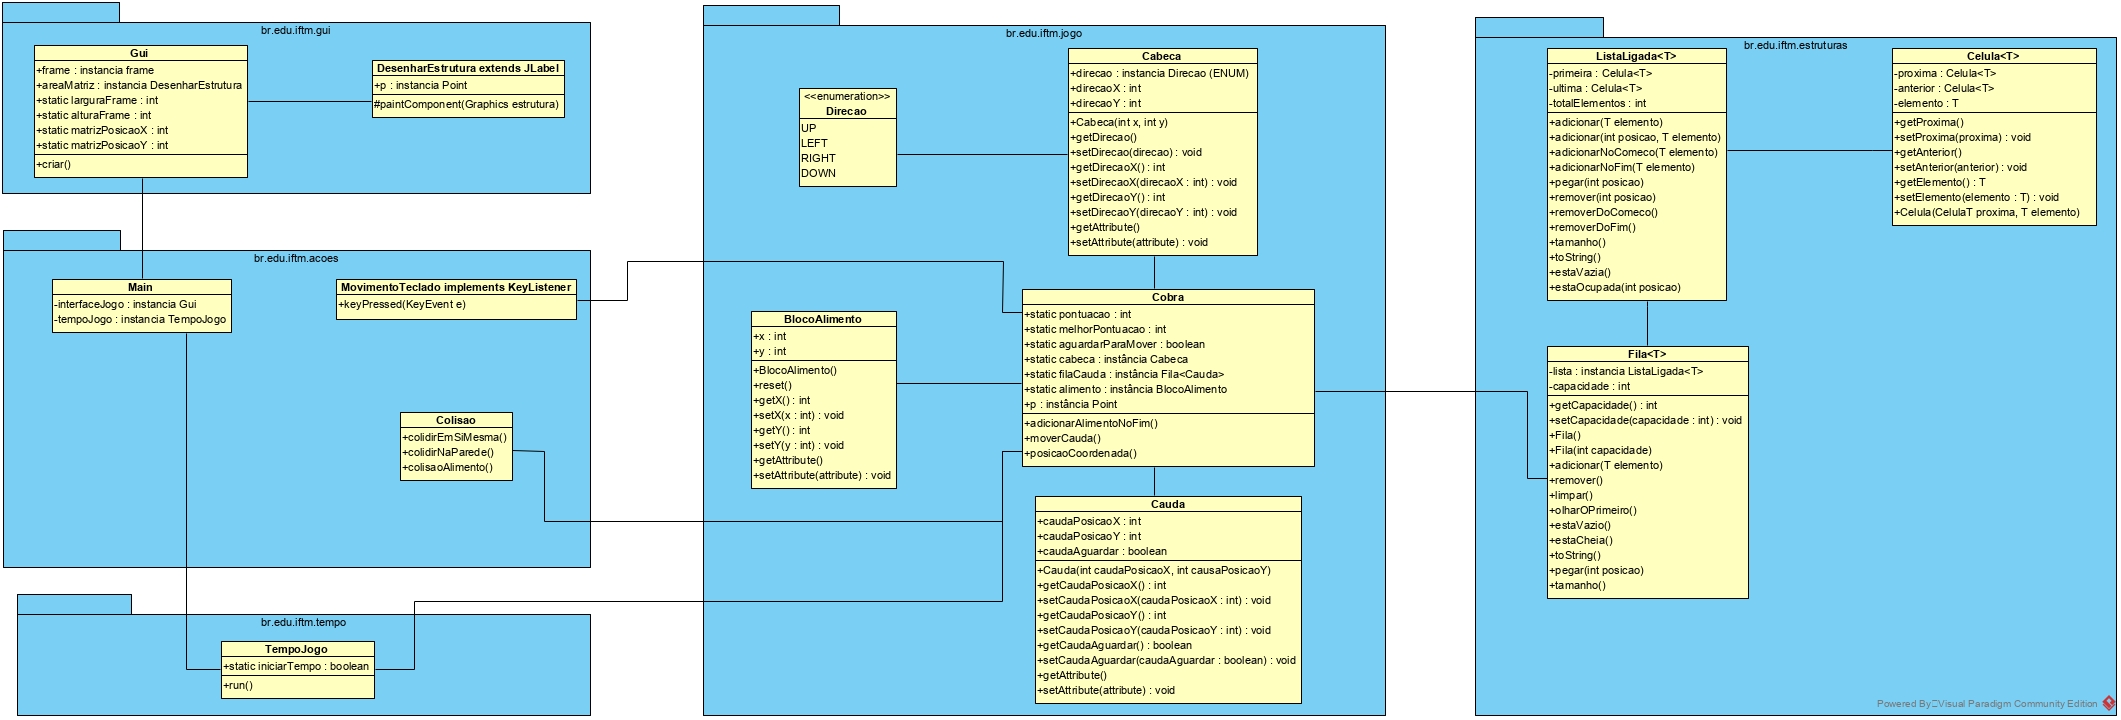 br.edu.iftm.gui
Gui
+frame : instancia frame
+areaMatriz : instancia DesenharEstrutura
+static larguraFrame : int
+static alturaFrame : int
+static matrizPosicaoX : int
+static matrizPosicaoY : int
+criar()
DesenharEstrutura extends JLabel
+p : instancia Point
#paintComponent(Graphics estrutura)
br.edu.iftm.acoes
Main
-interfaceJogo : instancia Gui
-tempoJogo : instancia TempoJogo
MovimentoTeclado implements KeyListener
+keyPressed(KeyEvent e)
Colisao
+colidirEmSiMesma()
+colidirNaParede()
+colisaoAlimento()
br.edu.iftm.tempo
TempoJogo
+static iniciarTempo : boolean
+run()
br.edu.iftm.jogo
<<enumeration>>
Direcao
UP
LEFT
RIGHT
DOWN
Cabeca
+direcao : instancia Direcao (ENUM)
+direcaoX : int
+direcaoY : int
+Cabeca(int x, int y)
+getDirecao()
+setDirecao(direcao) : void
+getDirecaoX() : int
+setDirecaoX(direcaoX : int) : void
+getDirecaoY() : int
+setDirecaoY(direcaoY : int) : void
+getAttribute()
+setAttribute(attribute) : void
BlocoAlimento
+x : int
+y : int
+BlocoAlimento()
+reset()
+getX() : int
+setX(x : int) : void
+getY() : int
+setY(y : int) : void
+getAttribute()
+setAttribute(attribute) : void
Cobra
+static pontuacao : int
+static melhorPontuacao : int
+static aguardarParaMover : boolean
+static cabeca : instância Cabeca
+static filaCauda : instância Fila<Cauda>
+static alimento : instância BlocoAlimento
+p : instância Point
+adicionarAlimentoNoFim()
+moverCauda()
+posicaoCoordenada()
Cauda
+caudaPosicaoX : int
+caudaPosicaoY : int
+caudaAguardar : boolean
+Cauda(int caudaPosicaoX, int causaPosicaoY)
+getCaudaPosicaoX() : int
+setCaudaPosicaoX(caudaPosicaoX : int) : void
+getCaudaPosicaoY() : int
+setCaudaPosicaoY(caudaPosicaoY : int) : void
+getCaudaAguardar() : boolean
+setCaudaAguardar(caudaAguardar : boolean) : void
+getAttribute()
+setAttribute(attribute) : void
br.edu.iftm.estruturas
ListaLigada<T>
-primeira : Celula<T>
-ultima : Celula<T>
-totalElementos : int
+adicionar(T elemento)
+adicionar(int posicao, T elemento)
+adicionarNoComeco(T elemento)
+adicionarNoFim(T elemento)
+pegar(int posicao)
+remover(int posicao)
+removerDoComeco()
+removerDoFim()
+tamanho()
+toString()
+estaVazia()
+estaOcupada(int posicao)
Celula<T>
-proxima : Celula<T>
-anterior : Celula<T>
-elemento : T
+getProxima()
+setProxima(proxima) : void
+getAnterior()
+setAnterior(anterior) : void
+getElemento() : T
+setElemento(elemento : T) : void
+Celula(CelulaT proxima, T elemento)
Fila<T>
-lista : instancia ListaLigada<T>
-capacidade : int
+getCapacidade() : int
+setCapacidade(capacidade : int) : void
+Fila()
+Fila(int capacidade)
+adicionar(T elemento)
+remover()
+limpar()
+olharOPrimeiro()
+estaVazio()
+estaCheia()
+toString()
+pegar(int posicao)
+tamanho()
Powered By Visual Paradigm Community Edition